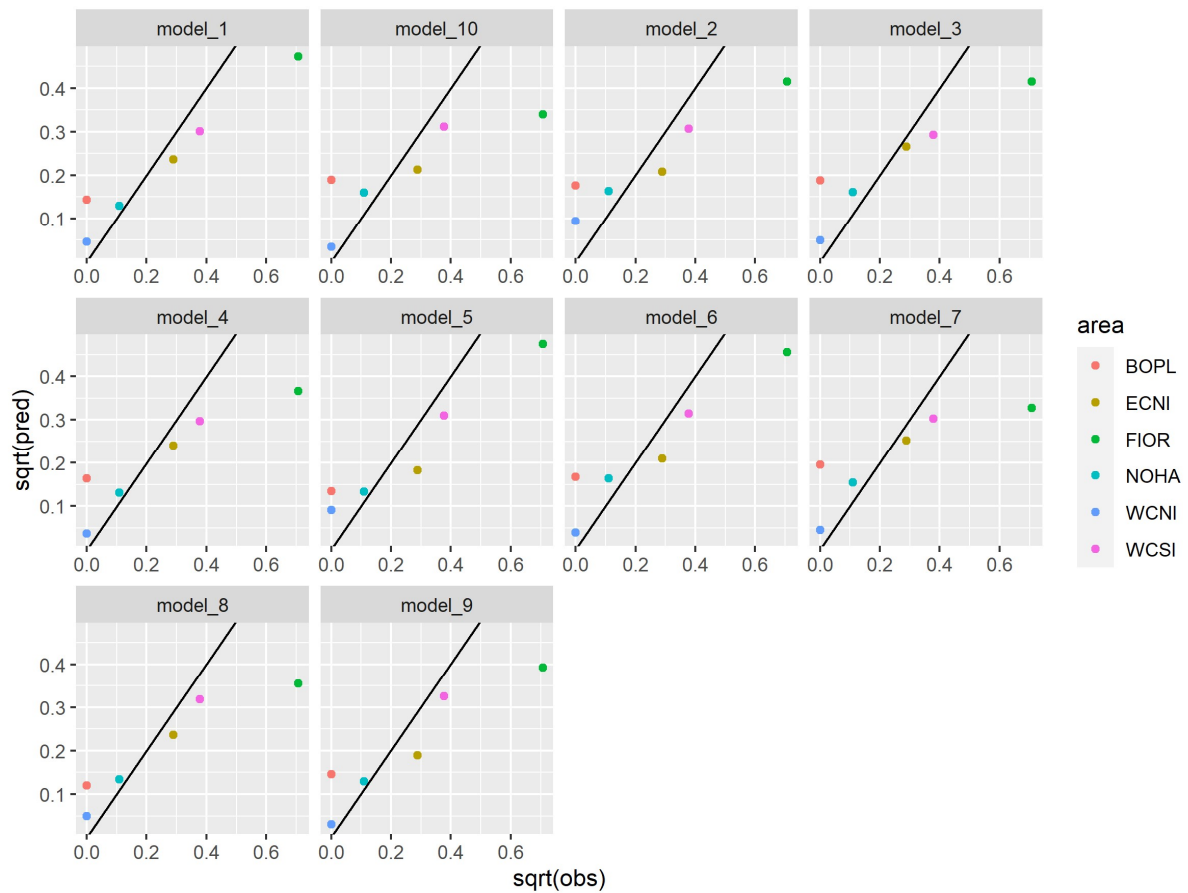 model_1 model_10 model_2 model_3
0.4
0.3
0.2
0.1
0.0 0.2 0.4 0.6 0.0 0.2 0.4 0.6 0.0 0.2 0.4 0.6 0.0 0.2 0.4 0.6
model_4 model_5 model_6 model_7
0.4
0.3
0.2
0.1
0.0 0.2 0.4 0.6 0.0 0.2 0.4 0.6 0.0 0.2 0.4 0.6 0.0 0.2 0.4 0.6
model_8 model_9
0.4
0.3
0.2
0.1
0.0 0.2 0.4 0.6 0.0 0.2 0.4 0.6
sqrt(pred)
sqrt(obs)
area
BOPL
ECNI
FIOR
NOHA
WCNI
WCSI